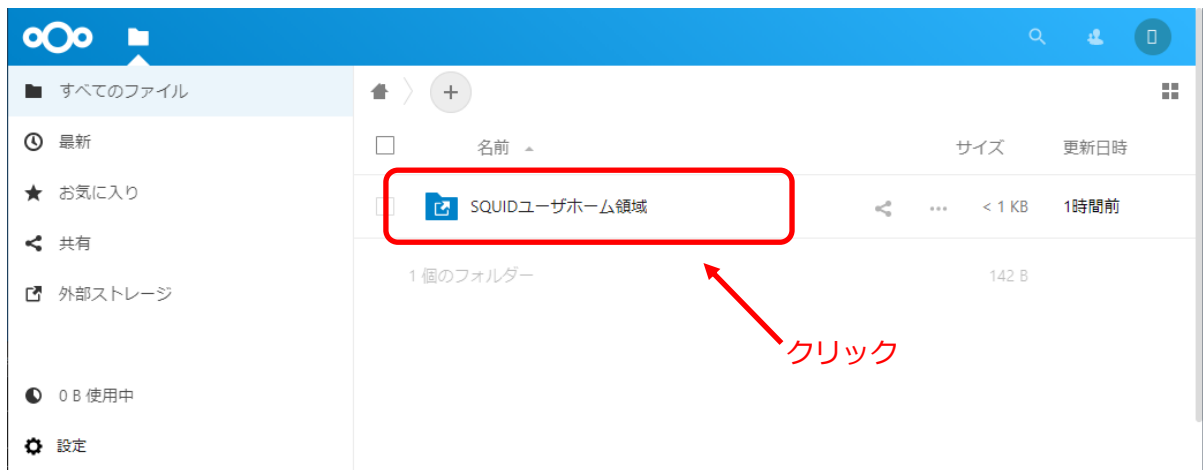 すべてのファイル
名前 サイズ 更新日時
最新
お気に入り
SQUIDユーザホーム領域 < 1 KB 1時間前
共有
1 個のフォルダー 142 B
外部ストレージ
クリック
0 B 使用中
設定